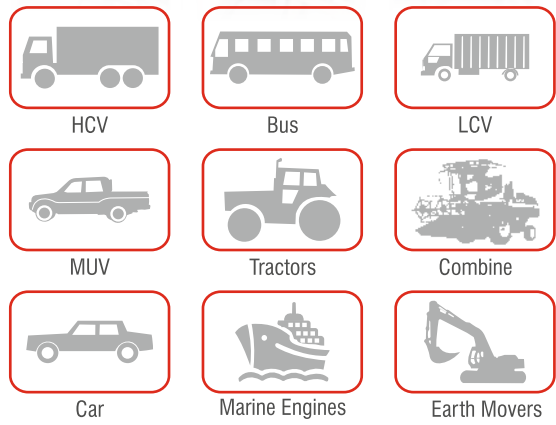 HCV
Bus
LCV
MUV
Tractors
Combine
Car
Marine Engines
Earth Movers